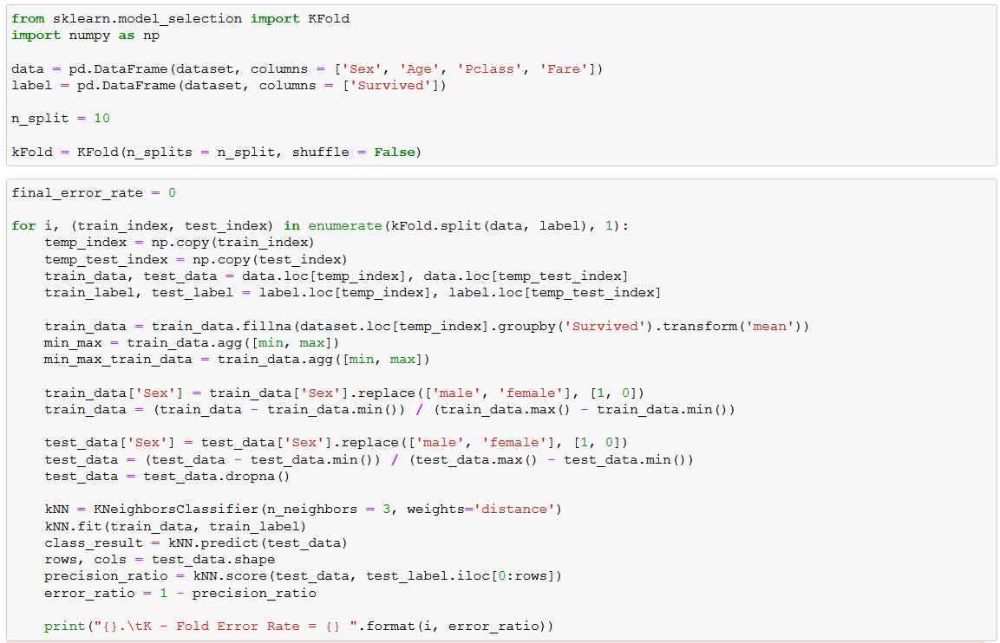 from sklearn.model_selection import KFold
import numpy as np
data = pd.DataFrame(dataset, columns = ['Sex', 'Age', 'Pclass', 'Fare'])
label = pd.DataFrame(dataset, columns = ['Survived'])
n_split = 10
kFold = KFold(n_splits = n_split, shuffle = False)
final_error_rate = 0
for i, (train_index, test_index) in enumerate(kFold.split(data, label), 1):
    temp_index = np.copy(train_index)
    temp_test_index = np.copy(test_index)
    train_data, test_data = data.loc[temp_index], data.loc[temp_test_index]
    train_label, test_label = label.loc[temp_index], label.loc[temp_test_index]
    train_data = train_data.fillna(dataset.loc[temp_index].groupby('Survived').transform('mean'))
    min_max = train_data.agg([min, max])
    min_max_train_data = train_data.agg([min, max])
    train_data['Sex'] = train_data['Sex'].replace(['male', 'female'], [1, 0])
    train_data = (train_data - train_data.min()) / (train_data.max() - train_data.min())
    test_data['Sex'] = test_data['Sex'].replace(['male', 'female'], [1, 0])
    test_data = (test_data - test_data.min()) / (test_data.max() - test_data.min())
    test_data = test_data.dropna()
    kNN = KNeighborsClassifier(n_neighbors = 3, weights='distance')
    kNN.fit(train_data, train_label)
    class_result = kNN.predict(test_data)
    rows, cols = test_data.shape
    precision_ratio = kNN.score(test_data, test_label.iloc[0:rows])
    error_ratio = 1 - precision_ratio
    print("{}.\tK - Fold Error Rate = {} ".format(i, error_ratio))